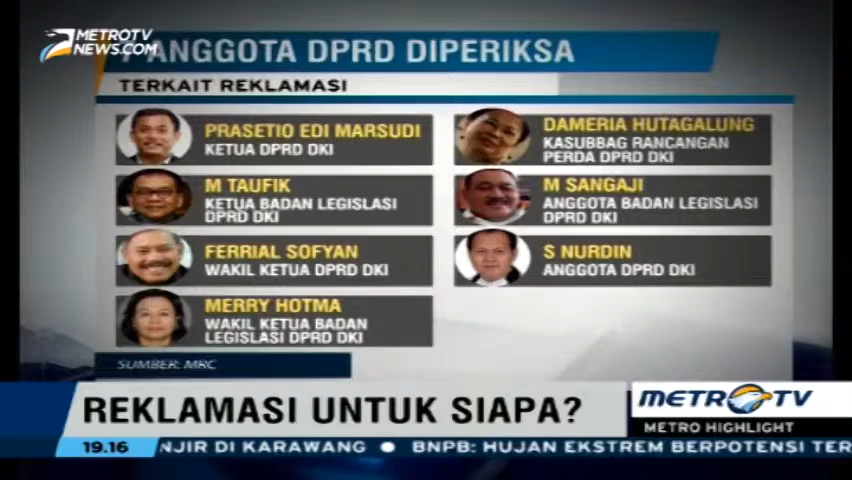 METROTV
NEWS.COM
7 ANGGOTA DPRD DIPERIKSA
TERKAIT REKLAMASI
PRASETIO EDI MARSUDI
KETUA DPRD DKI
M TAUFIK
KETUA BADAN LEGISLASI
DPRD DKI
FERRIAL SOFYAN
WAKIL KETUA DPRD DKI
MERRY HOTMA
WAKIL KETUA BADAN
LEGISLASI DPRD DKI
DAMERIA HUTAGALUNG
KASUBBAG RANCANGAN
PERDA DPRD DKI
M SANGAJI
ANGGOTA BADAN LEGISLASI
DPRD DKI
S NURDIN
ANGGOTA DPRD DKI
SUMBER: MRC
REKLAMASI UNTUK SIAPA?
METRO TV
METRO HIGHLIGHT
19.16 NJIR DI KARAWANG ● BNPB: HUJAN EKSTREM BERPOTENSI TER